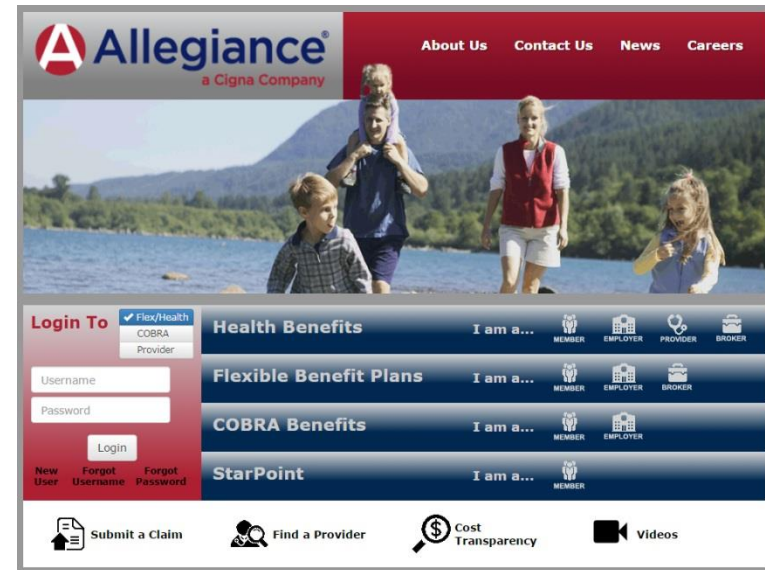 A Allegiance®
a Cigna Company
About Us Contact Us News Careers
Login To
Flex/Health
COBRA
Provider
Username
Password
Login
New User Forgot Username Forgot Password
Health Benefits I am a... MEMBER EMPLOYER PROVIDER BROKER
Flexible Benefit Plans I am a... MEMBER EMPLOYER BROKER
COBRA Benefits I am a... MEMBER EMPLOYER
StarPoint I am a... MEMBER
Submit a Claim
Find a Provider
$ Cost
Transparency
Videos